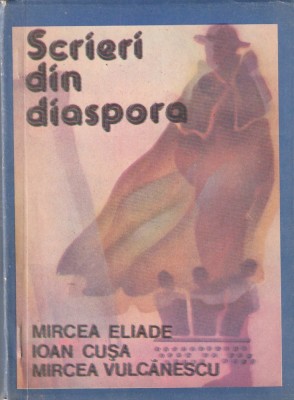 Scrieri
din
diaspora
MIRCEA ELIADE
IOAN CUȘA
MIRCEA VULCĂNESCU